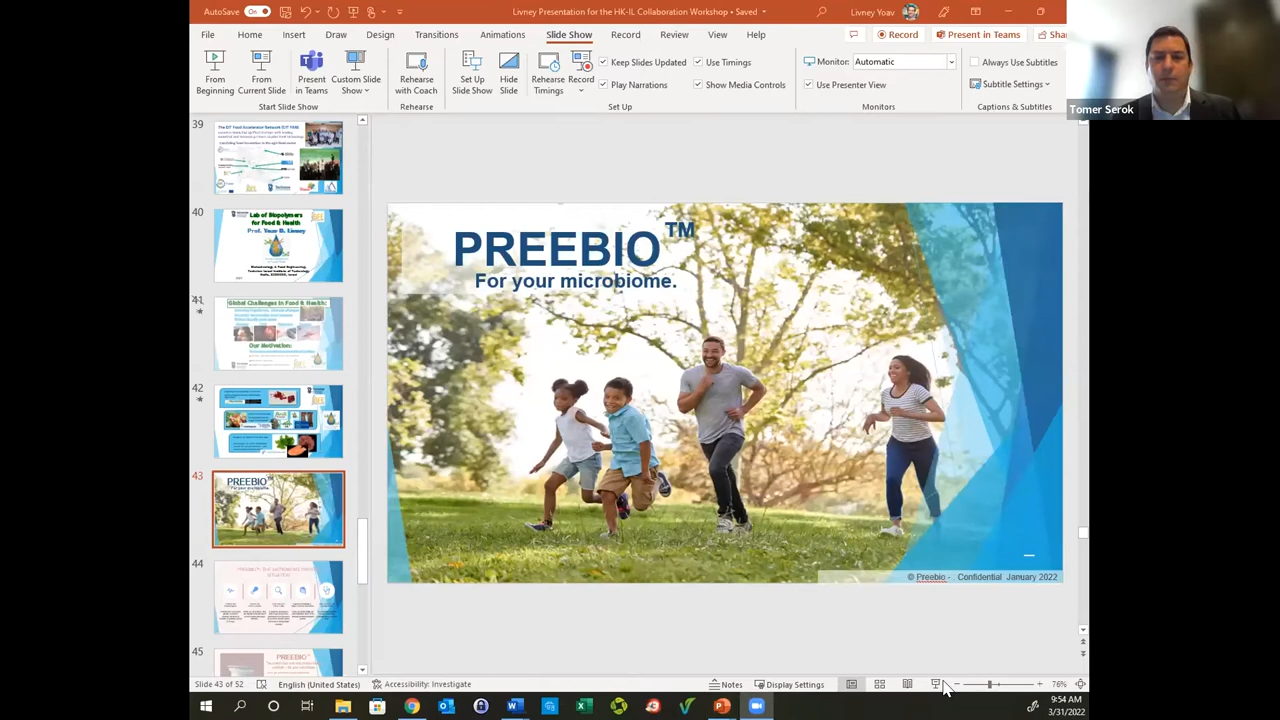 AutoSave On Livney Presentation for the HK-IL Collaboration Workshop • Saved Livney Yoav
File Home Insert Draw Design Transitions Animations Slide Show Record Review View Help Record Present in Teams Sha
From Beginning
From Current Slide
Present in Teams
Custom Slide Show
Start Slide Show
Rehearse with Coach
Rehearse
Set Up Slide Show
Hide Slide
Rehearse Timings
Record
Keep Slides Updated
Play Narrations
Use Timings
Show Media Controls
Set Up
Monitor: Automatic
Use Presenter View
Monitors
Always Use Subtitles
Subtitle Settings
Captions & Subtitles
Tomer Serok
39
40
Lab of Biopolymers
for Food & Health
Prof. Yoav D. Livney
41
Global Challenges in Food & Health:
Our Motivation:
42
43
PREEBIO
For your microbiome.
44
45
PREEBIO
PREEBIO™
For your microbiome.
© Preebio - . Confidential January 2022
Slide 43 of 52 English (United States) Accessibility: Investigate Notes Display Settings 76%
9:54 AM
3/31/2022